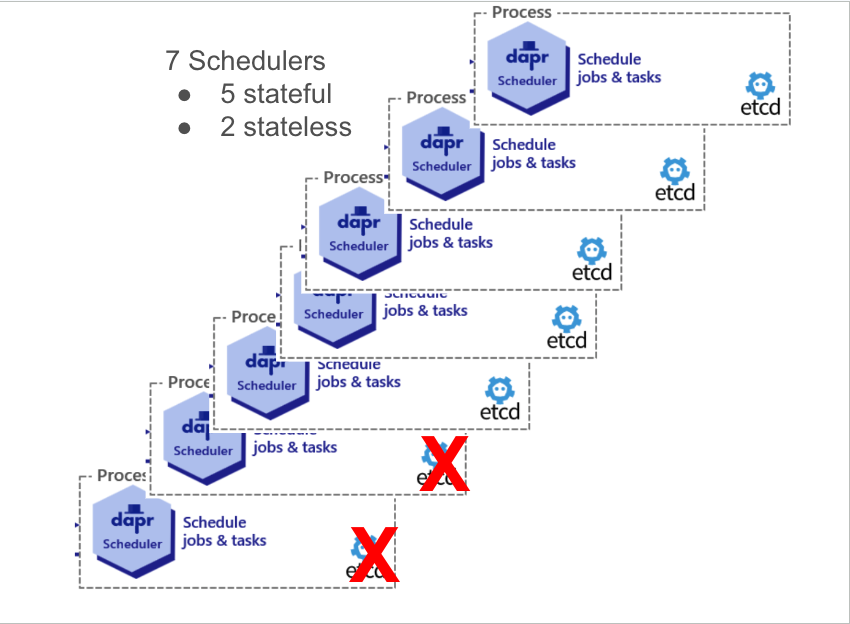 Process
dapr
Scheduler
Schedule
jobs & tasks
etcd
7 Schedulers
● 5 stateful
● 2 stateless
Process
dapr
Scheduler
Schedule
jobs & tasks
etcd
Process
dapr
Scheduler
Schedule
jobs & tasks
etcd
dapr
Scheduler
Schedule
jobs & tasks
etcd
Proce
dapr
Scheduler
Schedule
jobs & tasks
etcd
Proce
da
Scheduler
Schedule
jobs & tasks
etcd
X
Proces
dapr
Scheduler
Schedule
jobs & tasks
etcd
X